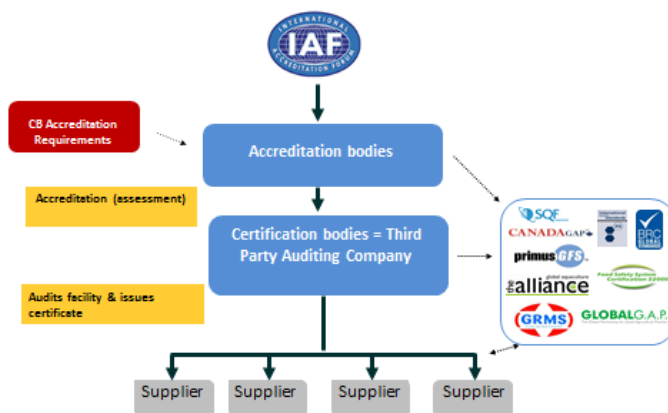 INTERNATIONAL
IAF
ACCREDITATION FORUM
CB Accreditation
Requirements
Accreditation bodies
Accreditation (assessment)
Certification bodies = Third
Party Auditing Company
Audits facility & issues
certificate
SQF
CANADAGAP
BRC
GLOBAL
STANDARDS
primusGFS
global aquaculture
the alliance
Food Safety System
Certification 22000
GRMS
GLOBALG.A.P.
Supplier
Supplier
Supplier
Supplier